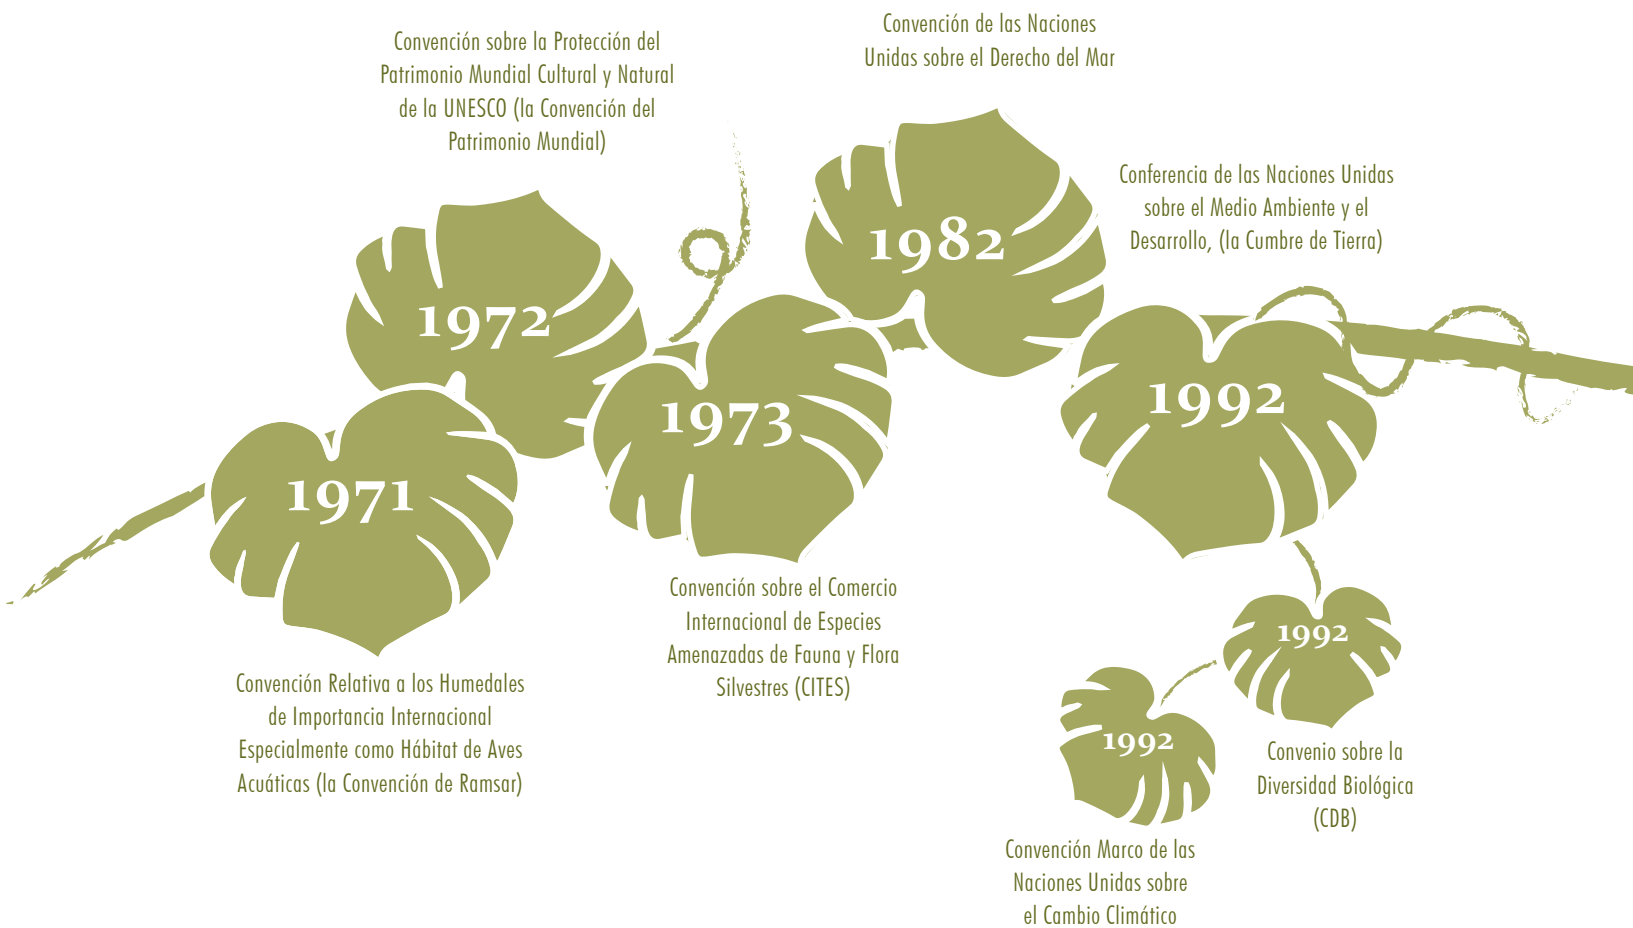 1971
Convención Relativa a los Humedales
de Importancia Internacional
Especialmente como Hábitat de Aves
Acuáticas (la Convención de Ramsar)
Convención sobre la Protección del
Patrimonio Mundial Cultural y Natural
de la UNESCO (la Convención del
Patrimonio Mundial)
1972
1973
Convención sobre el Comercio
Internacional de Especies
Amenazadas de Fauna y Flora
Silvestres (CITES)
Convención de las Naciones
Unidas sobre el Derecho del Mar
1982
Conferencia de las Naciones Unidas
sobre el Medio Ambiente y el
Desarrollo, (la Cumbre de Tierra)
1992
1992
Convenio sobre la
Diversidad Biológica
(CDB)
1992
Convención Marco de las
Naciones Unidas sobre
el Cambio Climático